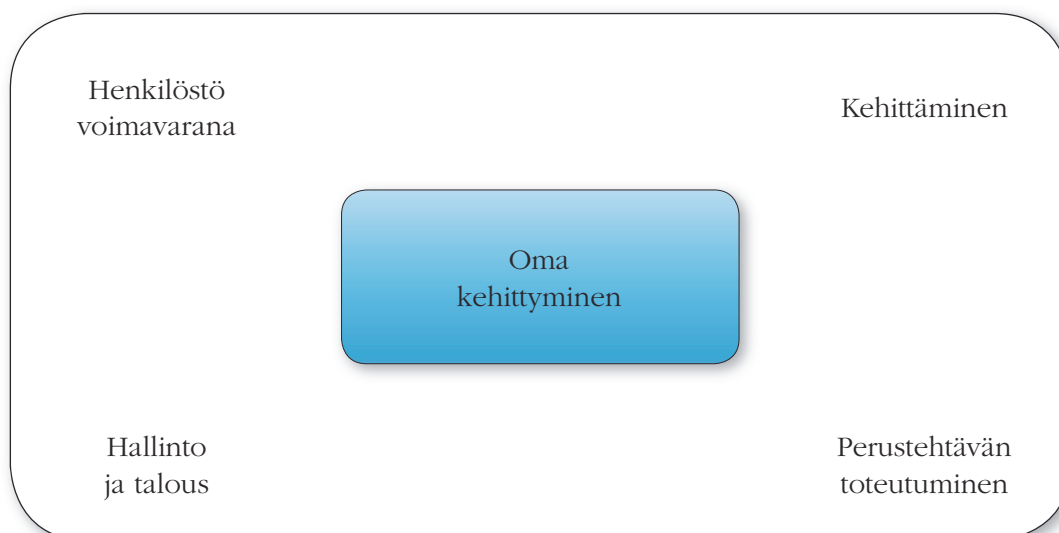 Henkilöstö
voimavarana
Kehittäminen
Oma
kehittyminen
Hallinto
ja talous
Perustehtävän
toteutuminen